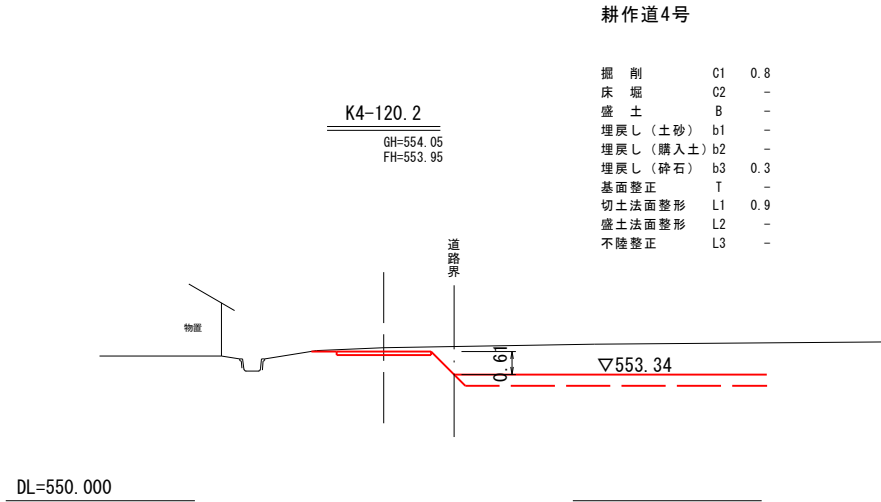 耕作道4号
掘 削 C1 0.8
床 堀 C2 -
盛 土 B -
埋戻し（土砂） b1 -
埋戻し（購入土） b2 -
埋戻し（砕石） b3 0.3
基面整正 T -
切土法面整形 L1 0.9
盛土法面整形 L2 -
不陸整正 L3 -
K4-120.2
GH=554.05
FH=553.95
道路界
物置
0.61
▽553.34
DL=550.000